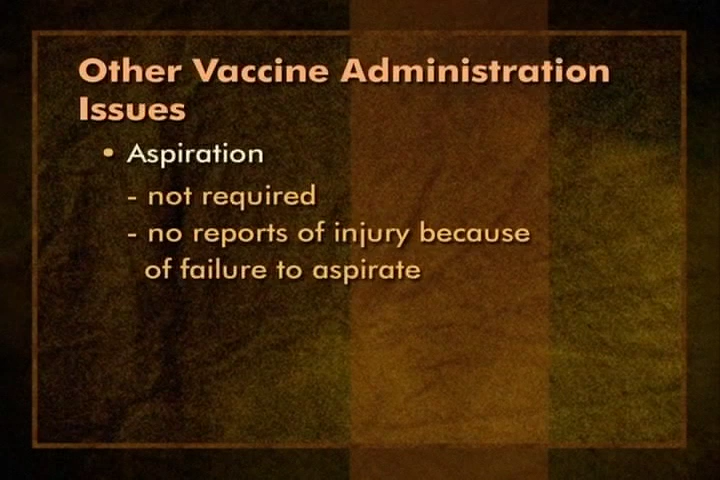 Other Vaccine Administration
Issues
• Aspiration
- not required
- no reports of injury because
of failure to aspirate